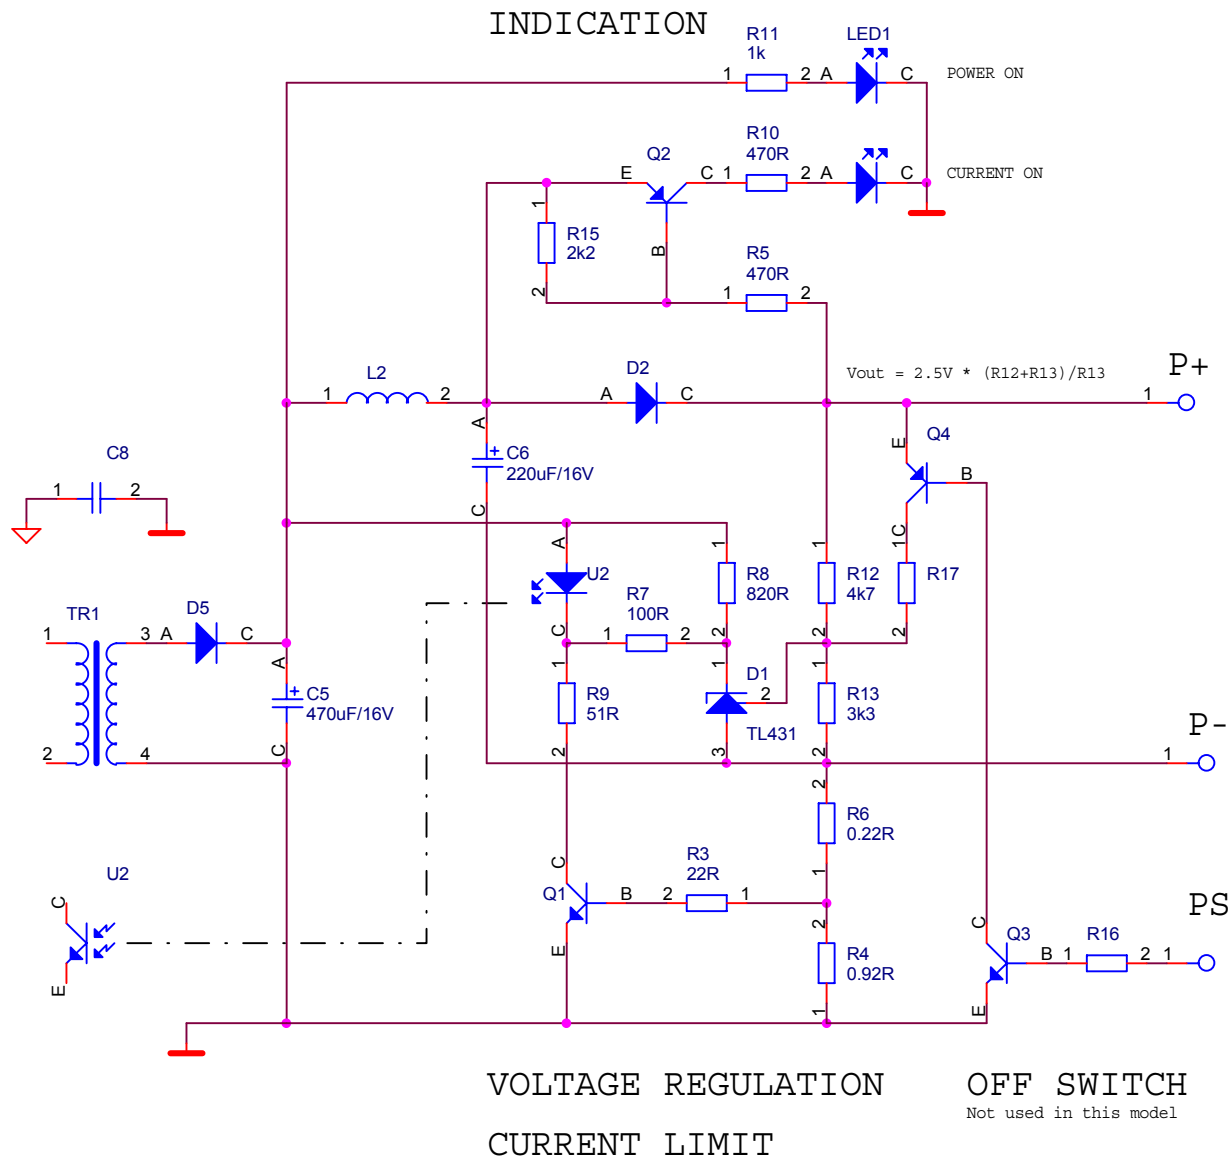 INDICATION
R11 LED1
1k
1 2 A C POWER ON
R10
Q2 470R
E C 1 2 A C CURRENT ON
1
R15
2k2
B
R5
470R
2 1 2
D2 Vout = 2.5V * (R12+R13)/R13 P+
L2
1 2 A C 1
A E Q4
C8 + C6 B
220uF/16V
1 2
C C
A 1 1 1
U2 R8 R12 R17
820R 4k7
TR1 D5 R7
100R
1 3 A C C 1 2 2 2 2
A 1 1
+ C5 R9 D1 2 R13
470uF/16V 51R 3k3
TL431 P-
2 4 C 2 3 2 1
2
R6
0.22R
U2 R3
22R
C C 1
Q1 B 2 1 PS
2 C Q3 R16
E R4 B 1 2 1
0.92R
E 1 E
VOLTAGE REGULATION OFF SWITCH
Not used in this model
CURRENT LIMIT